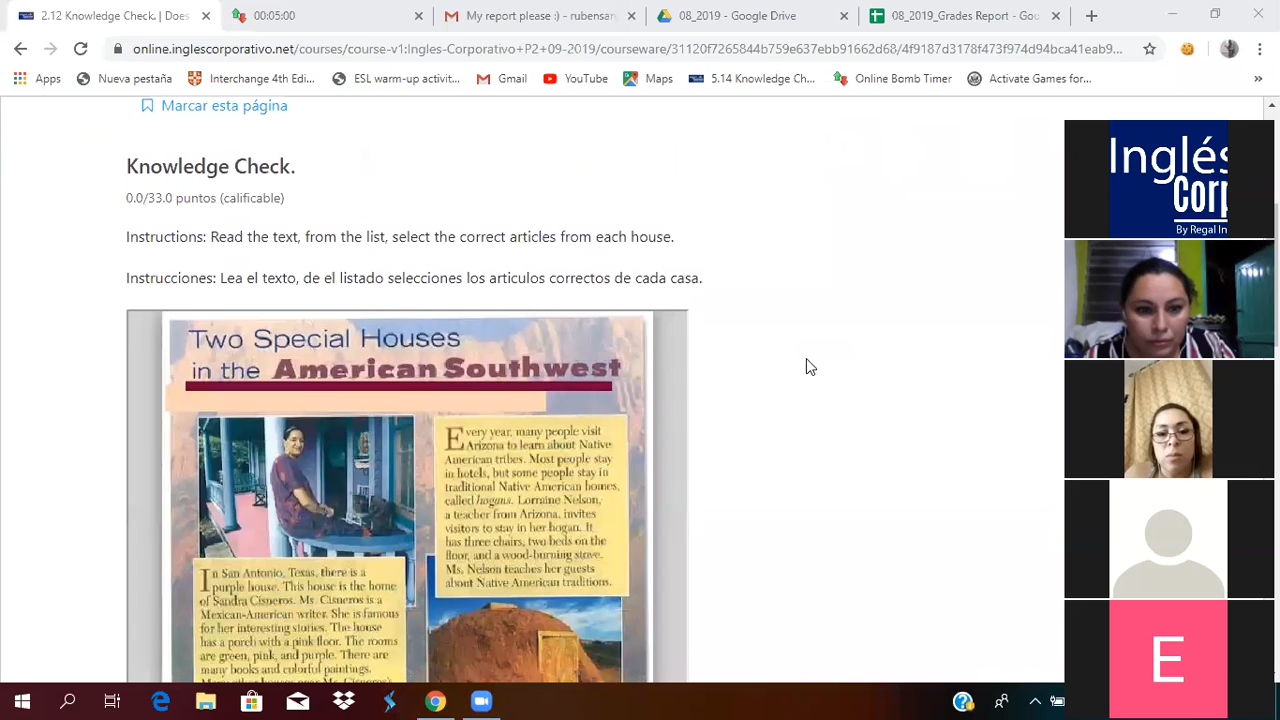 2.12 Knowledge Check. | Does
00:05:00
My report please :) - rubensar
08_2019 - Google Drive
08_2019_Grades Report - Goo
online.inglescorporativo.net/courses/course-v1:Ingles-Corporativo+P2+09-2019/courseware/31120f7265844b759e637ebb91662d68/4f9187d3178f473f974d94bca41eab9...
Apps
Nueva pestaña
Interchange 4th Edi...
ESL warm-up activit...
Gmail
YouTube
Maps
5.14 Knowledge Ch...
Online Bomb Timer
Activate Games for...
Marcar esta página
Knowledge Check.
0.0/33.0 puntos (calificable)
Instructions: Read the text, from the list, select the correct articles from each house.
Instrucciones: Lea el texto, de el listado selecciones los articulos correctos de cada casa.
Two Special Houses
in the American Southwest
Every year, many people visit
Arizona to learn about Native
American tribes. Most people stay
in hotels, but some people stay in
traditional Native American homes,
called hogans. Lorraine Nelson,
a teacher from Arizona, invites
visitors to stay in her hogan. It
has three chairs, two beds on the
floor, and a wood-burning stove.
Ms. Nelson teaches her guests
about Native American traditions.
In San Antonio, Texas, there is a
purple house. This house is the home
of Sandra Cisneros. Ms. Cisneros is a
Mexican-American writer. She is famous
for her interesting stories. The house
has a porch with a pink floor. The rooms
are green, pink, and purple. There are
many books and colorful paintings.
Inglés
Corp
By Regal In
E